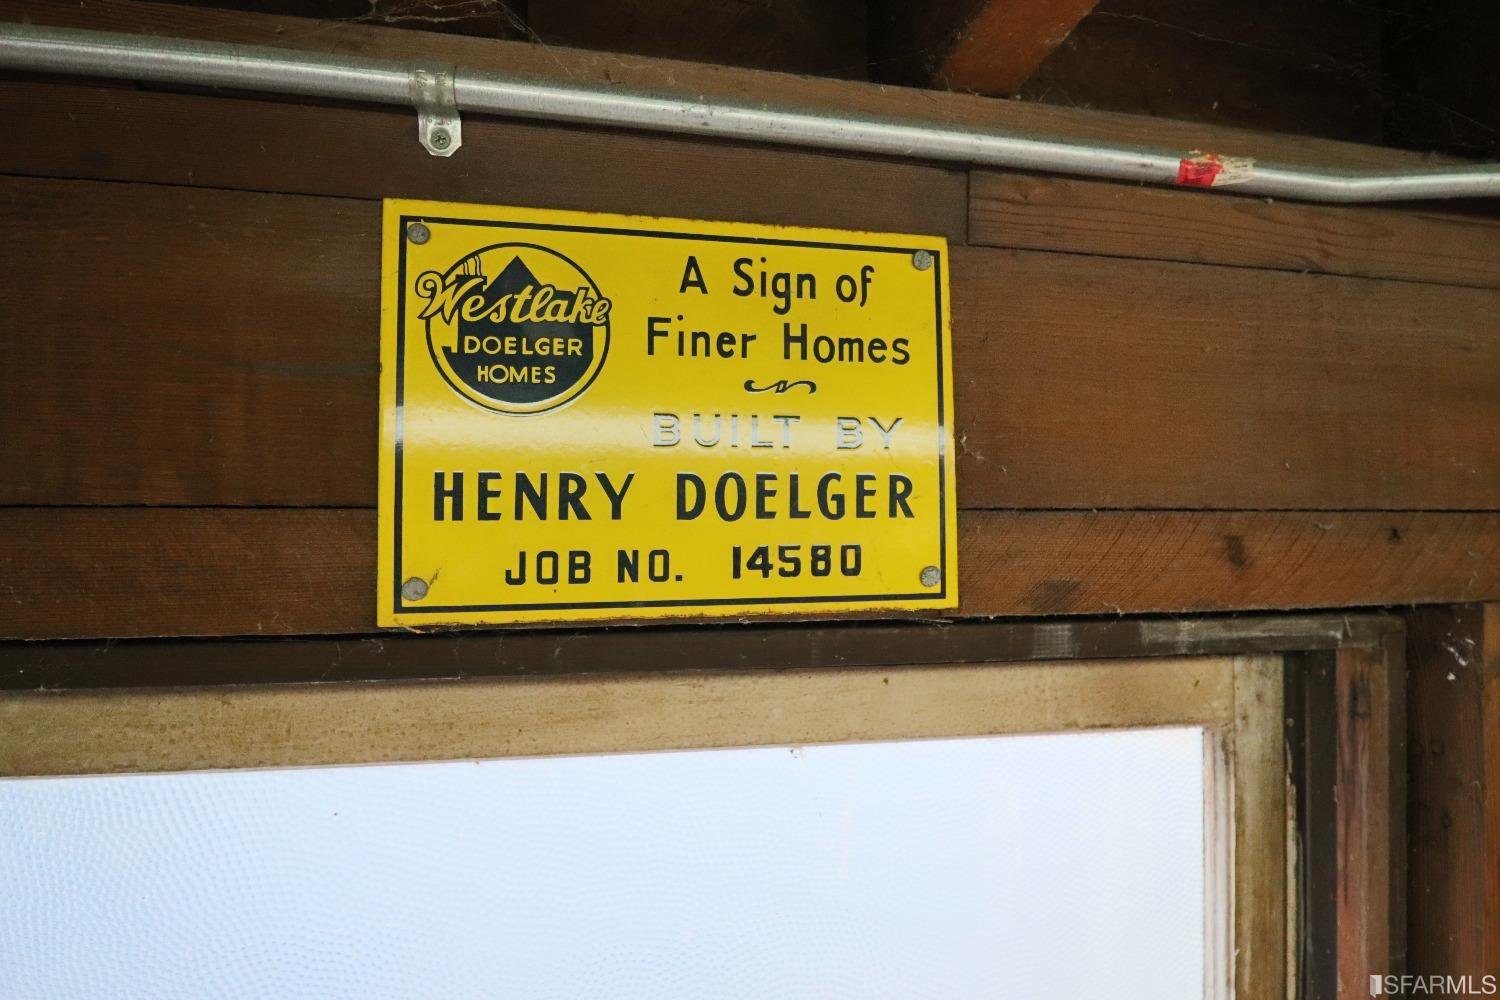 Westlake
DOELGER
HOMES
A Sign of
Finer Homes
BUILT BY
HENRY DOELGER
JOB NO. 14580
SFARMLS